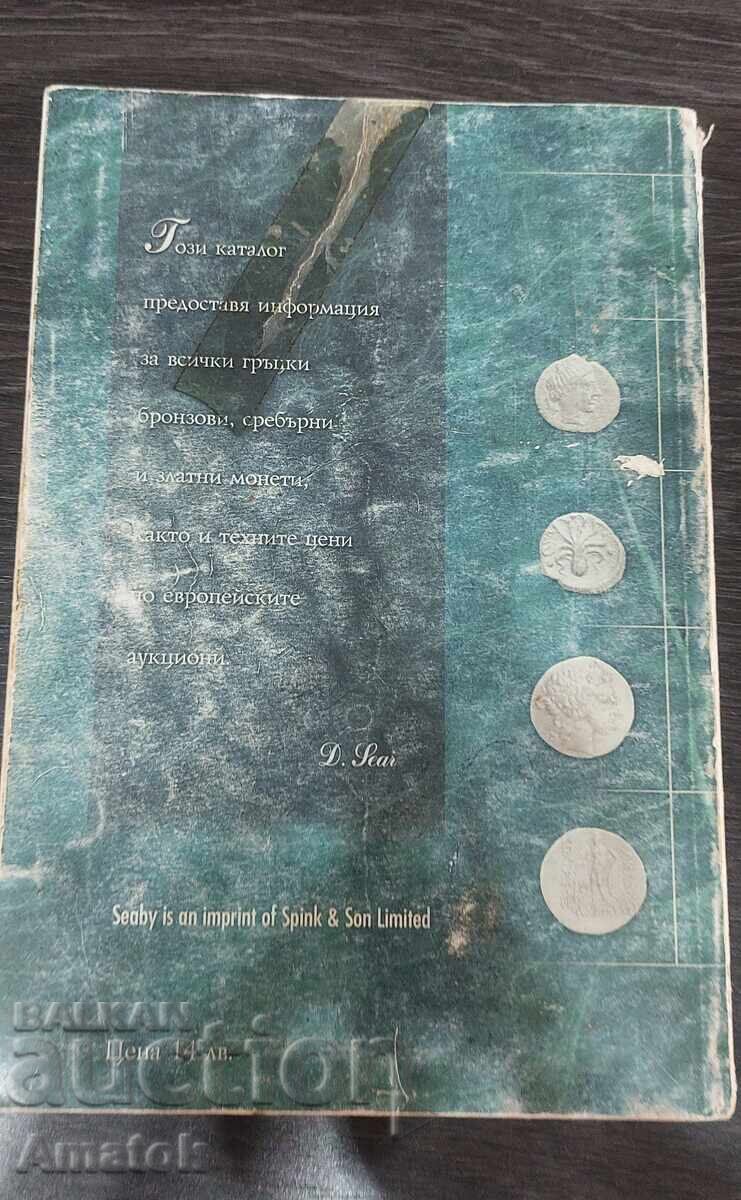 Този каталог
предоставя информация
за всички гръцки
бронзови, сребърни
и златни монети,
както и техните цени
по европейските
аукциони.
D. Sear
Seaby is an imprint of Spink & Son Limited
Цена 14 лв.
BALKAN
auction
Amatok